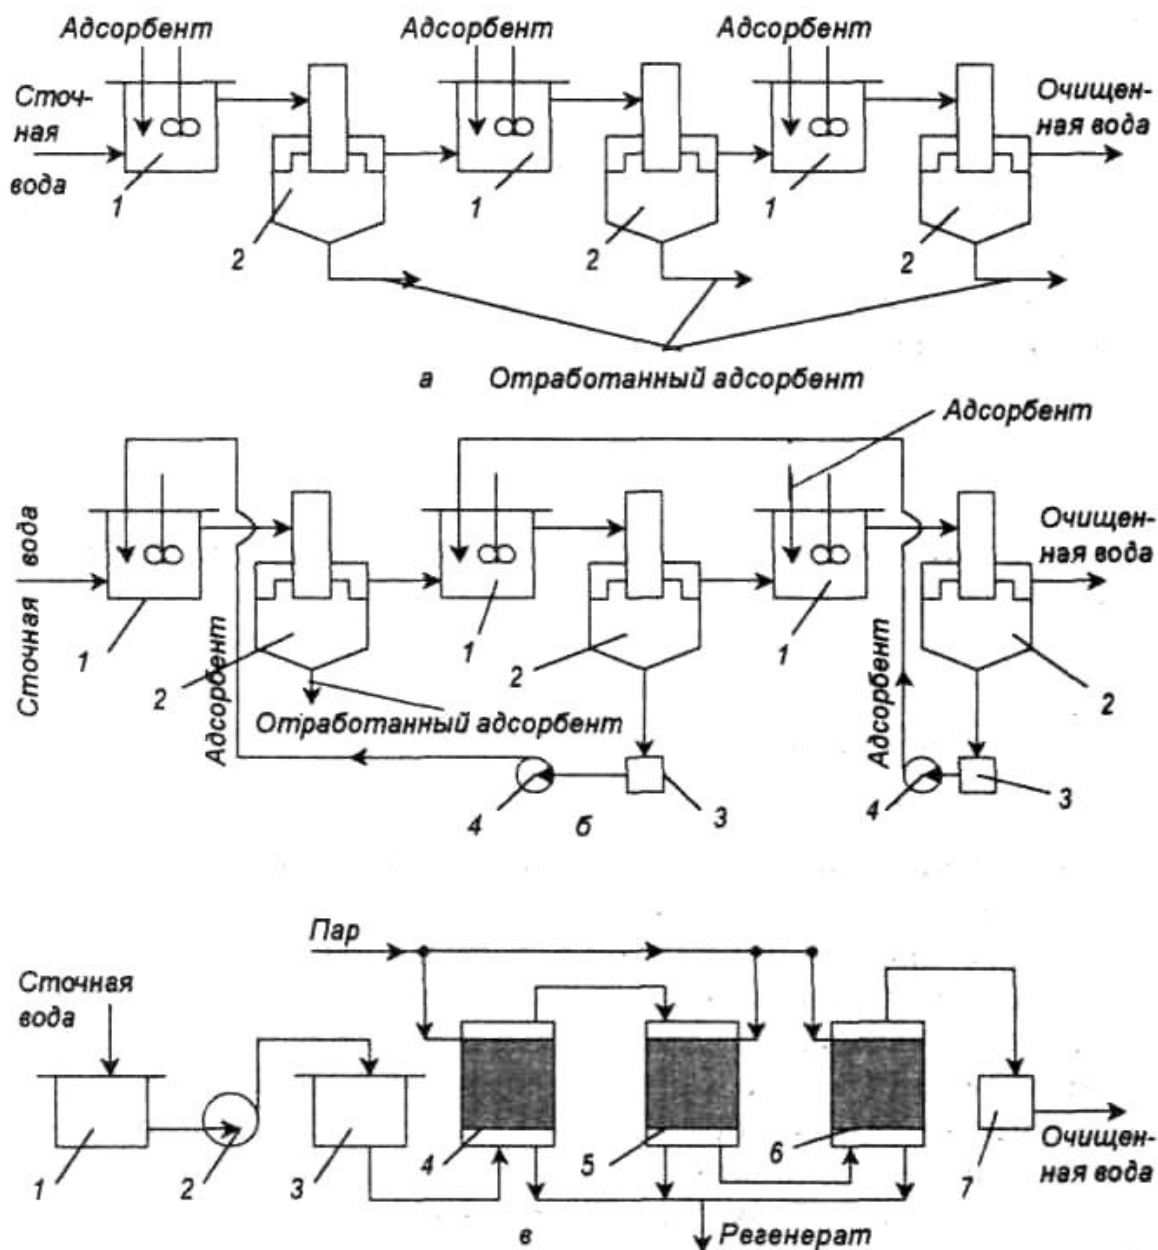 Адсорбент
Адсорбент
Адсорбент
Сточ-
ная
вода
Очищен-
ная вода
1
1
1
2
2
2
а
Отработанный адсорбент
Адсорбент
Сточная вода
Очищен-
ная вода
1
2
1
2
1
2
Адсорбент
Отработанный адсорбент
Адсорбент
4
3
4
3
б
Пар
Сточная
вода
1
2
3
4
5
6
7
Очищен-
ная вода
в
Регенерат